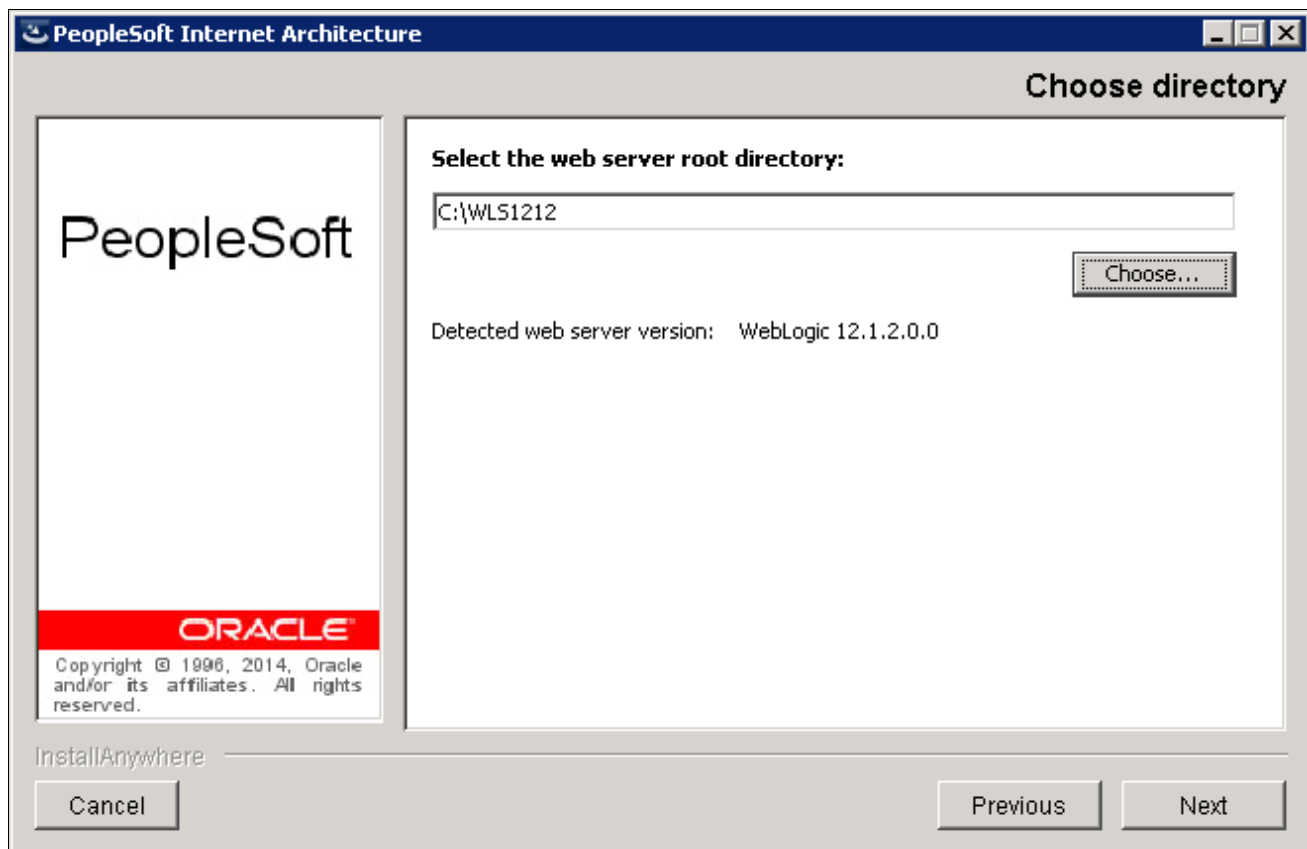 PeopleSoft Internet Architecture
Choose directory
PeopleSoft
ORACLE
Copyright © 1996, 2014, Oracle
and/or its affiliates. All rights
reserved.
Select the web server root directory:
C:\WLS1212
Choose...
Detected web server version: WebLogic 12.1.2.0.0
InstallAnywhere
Cancel
Previous
Next